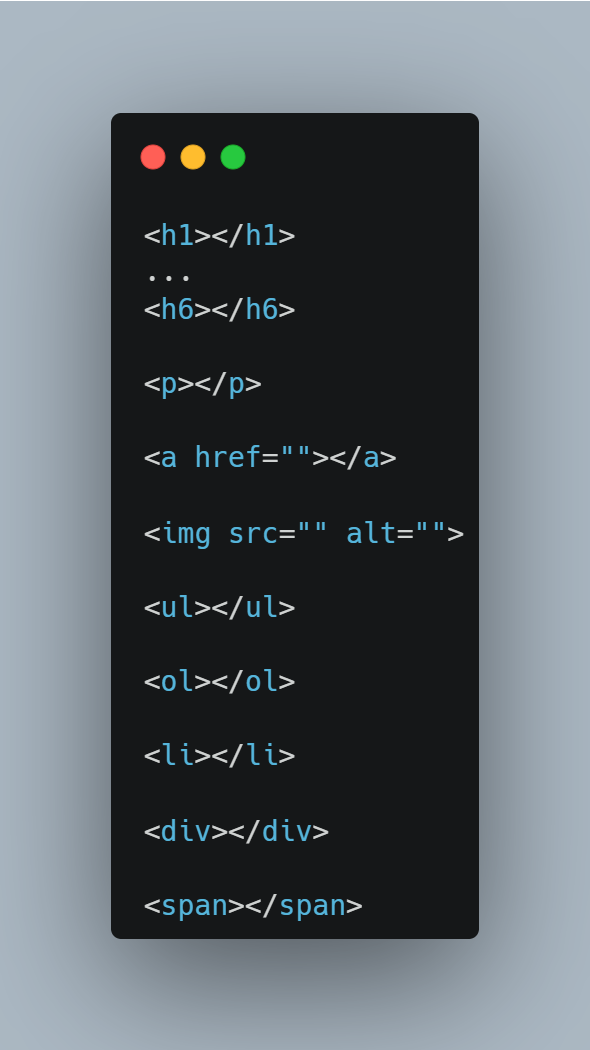 <h1></h1>
...
<h6></h6>
<p></p>
<a href=""></a>
<img src="" alt="">
<ul></ul>
<ol></ol>
<li></li>
<div></div>
<span></span>